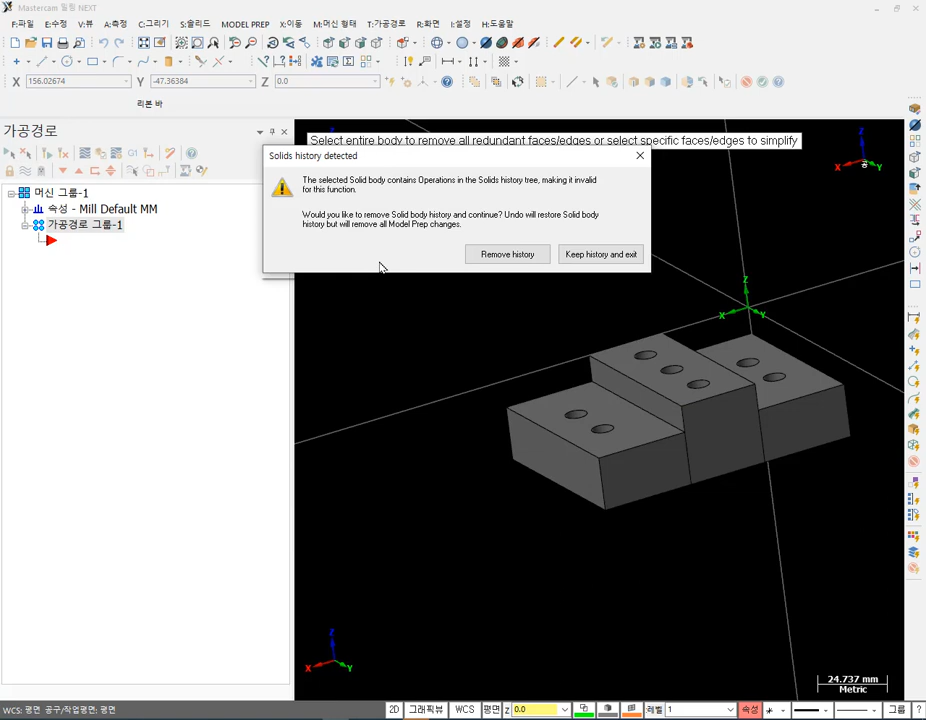 Mastercam 밀링 NEXT
F:파일 E:수정 V:뷰 A:측정 C:그리기 S:솔리드 MODEL PREP X:이동 M:머신 형태 T:가공경로 R:화면 I:설정 H:도움말
X 156.02674 Y -47.36384 Z 0.0
리본 바
가공경로
G1
Select entire body to remove all redundant faces/edges or select specific faces/edges to simplify
Solids history detected
The selected Solid body contains Operations in the Solids history tree, making it invalid
for this function.
Would you like to remove Solid body history and continue? Undo will restore Solid body
history but will remove all Model Prep changes.
Remove history Keep history and exit
머신 그룹-1
속성 - Mill Default MM
가공경로 그룹-1
Z
X Y
Z
X Y
Z
X Y
24.737 mm
Metric
WCS: 평면 공구/작업평면: 평면
2D 그래픽뷰 WCS 평면 Z 0.0 레벨 1 속성 그룹 ?